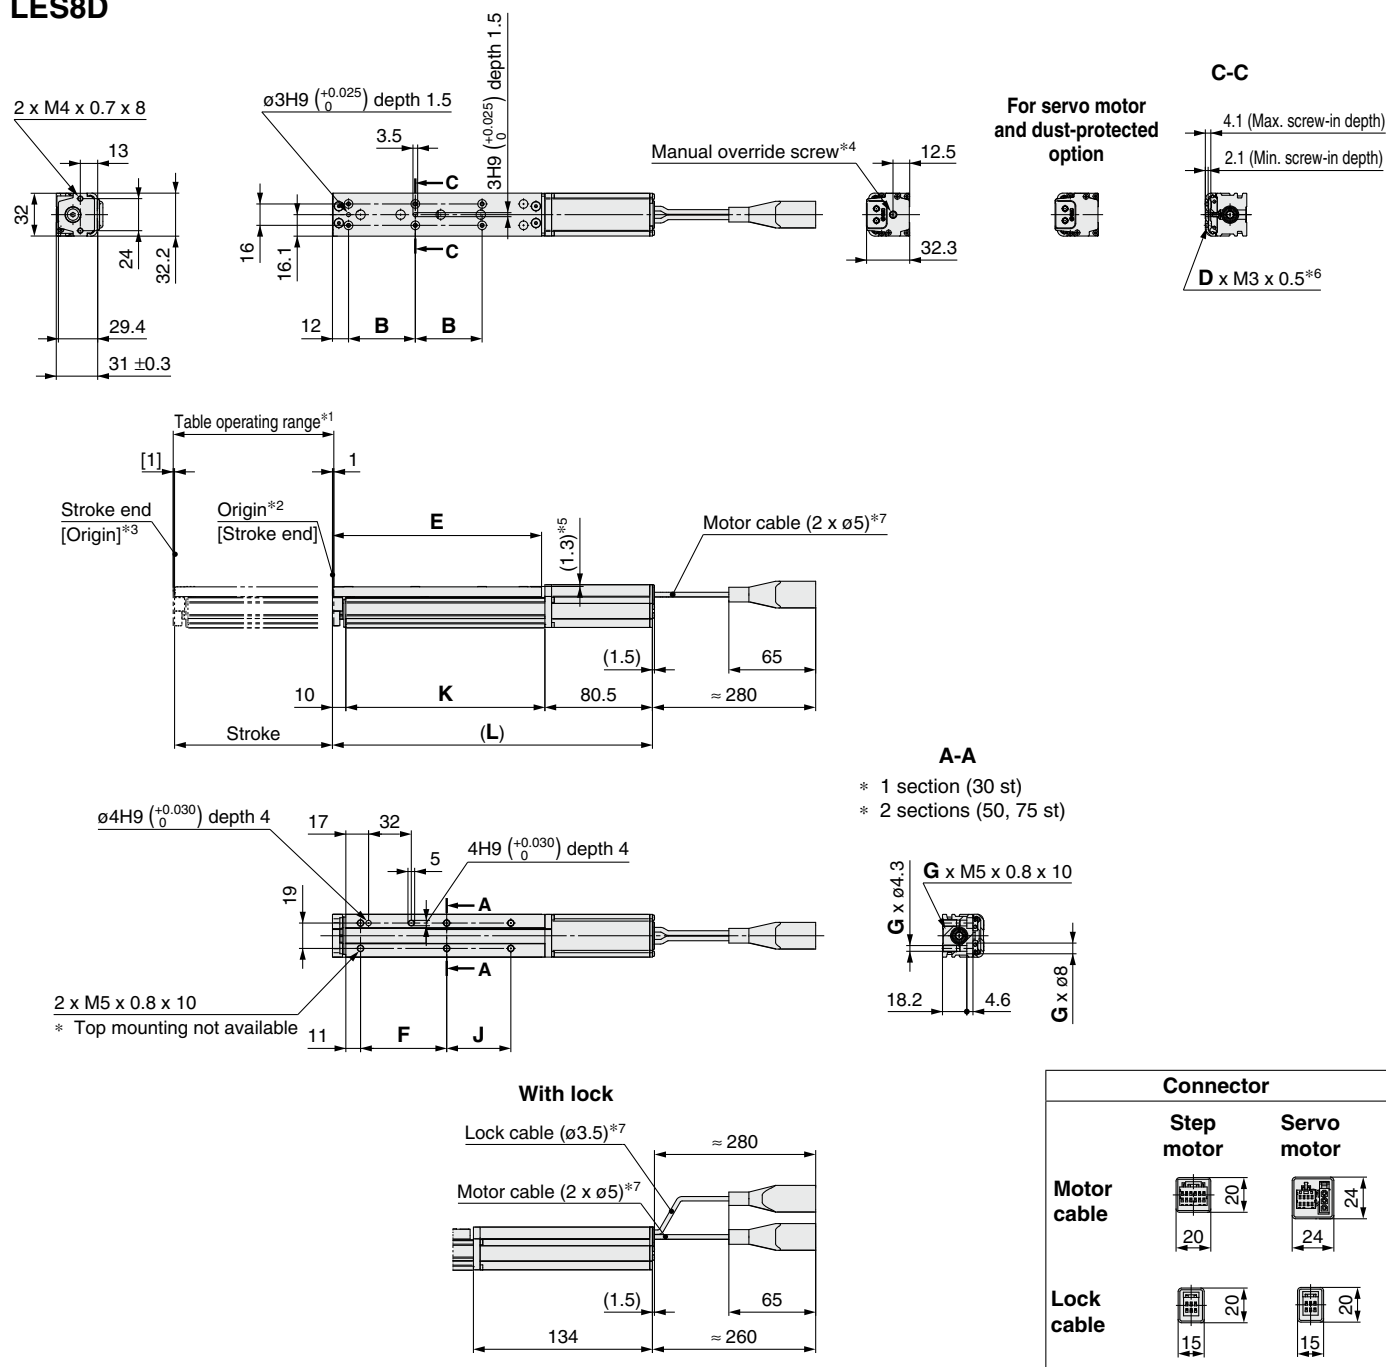 LES8D
2 x M4 x 0.7 x 8
13
32
24
32.2
29.4
31 ±0.3
ø3H9 (+0.025 0) depth 1.5
3.5
3H9 (+0.025 0) depth 1.5
C
C
16
16.1
12
B
B
Manual override screw*4
12.5
32.3
For servo motor
and dust-protected
option
C-C
4.1 (Max. screw-in depth)
2.1 (Min. screw-in depth)
D x M3 x 0.5*6
Table operating range*1
[1]
1
Stroke end
[Origin]*3
Origin*2
[Stroke end]
E
(1.3)*5
Motor cable (2 x ø5)*7
(1.5)
65
10
K
80.5
≈ 280
Stroke
(L)
ø4H9 (+0.030 0) depth 4
17
32
5
4H9 (+0.030 0) depth 4
19
A
A
2 x M5 x 0.8 x 10
* Top mounting not available
11
F
J
A-A
* 1 section (30 st)
* 2 sections (50, 75 st)
G x ø4.3
G x M5 x 0.8 x 10
18.2
4.6
G x ø8
With lock
Lock cable (ø3.5)*7
≈ 280
Motor cable (2 x ø5)*7
(1.5)
65
134
≈ 260
Connector
Step
motor
Servo
motor
Motor
cable
20
20
24
24
Lock
cable
20
15
20
15